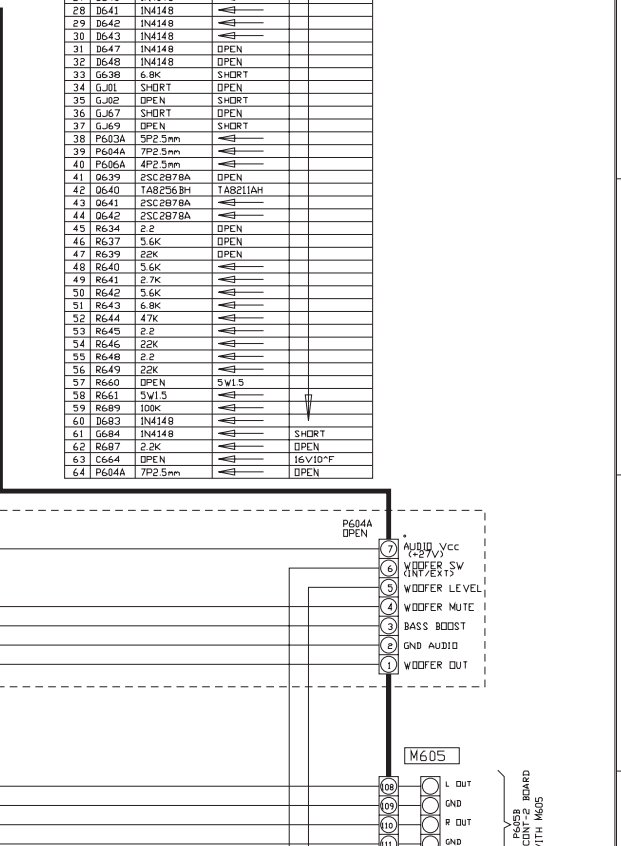 28 D641 1N4148
29 D642 1N4148
30 D643 1N4148
31 D647 1N4148 OPEN
32 D648 1N4148 OPEN
33 G638 6.8K SHORT
34 GJ01 SHORT OPEN
35 GJ02 OPEN SHORT
36 GJ67 SHORT OPEN
37 GJ69 OPEN SHORT
38 P603A 5P2.5mm
39 P604A 7P2.5mm
40 P606A 4P2.5mm
41 Q639 2SC2878A OPEN
42 Q640 TA8256BH TA8211AH
43 Q641 2SC2878A
44 Q642 2SC2878A
45 R634 2.2 OPEN
46 R637 5.6K OPEN
47 R639 22K OPEN
48 R640 5.6K
49 R641 2.7K
50 R642 5.6K
51 R643 6.8K
52 R644 47K
53 R645 2.2
54 R646 22K
55 R648 2.2
56 R649 22K
57 R660 OPEN 5W1.5
58 R661 5W1.5
59 R689 100K
60 D683 1N4148
61 G684 1N4148 SHORT
62 R687 2.2K OPEN
63 C664 OPEN 16V10^F
64 P604A 7P2.5mm OPEN
P604A
OPEN
7 AUDIO Vcc
(+27V)
6 WOOFER SW
(INT/EXT)
5 WOOFER LEVEL
4 WOOFER MUTE
3 BASS BOOST
2 GND AUDIO
1 WOOFER OUT
M605
108 L OUT
109 GND
110 R OUT
111 GND
P605B
CONT-2 BOARD
WITH M605